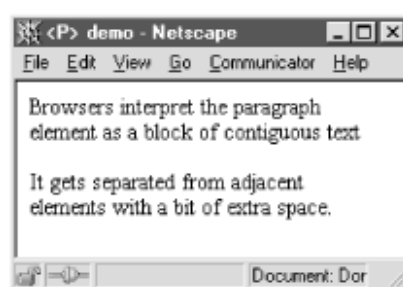 <P> demo - Netscape
File Edit View Go Communicator Help
Browsers interpret the paragraph
element as a block of contiguous text
It gets separated from adjacent
elements with a bit of extra space.
Document: Dor